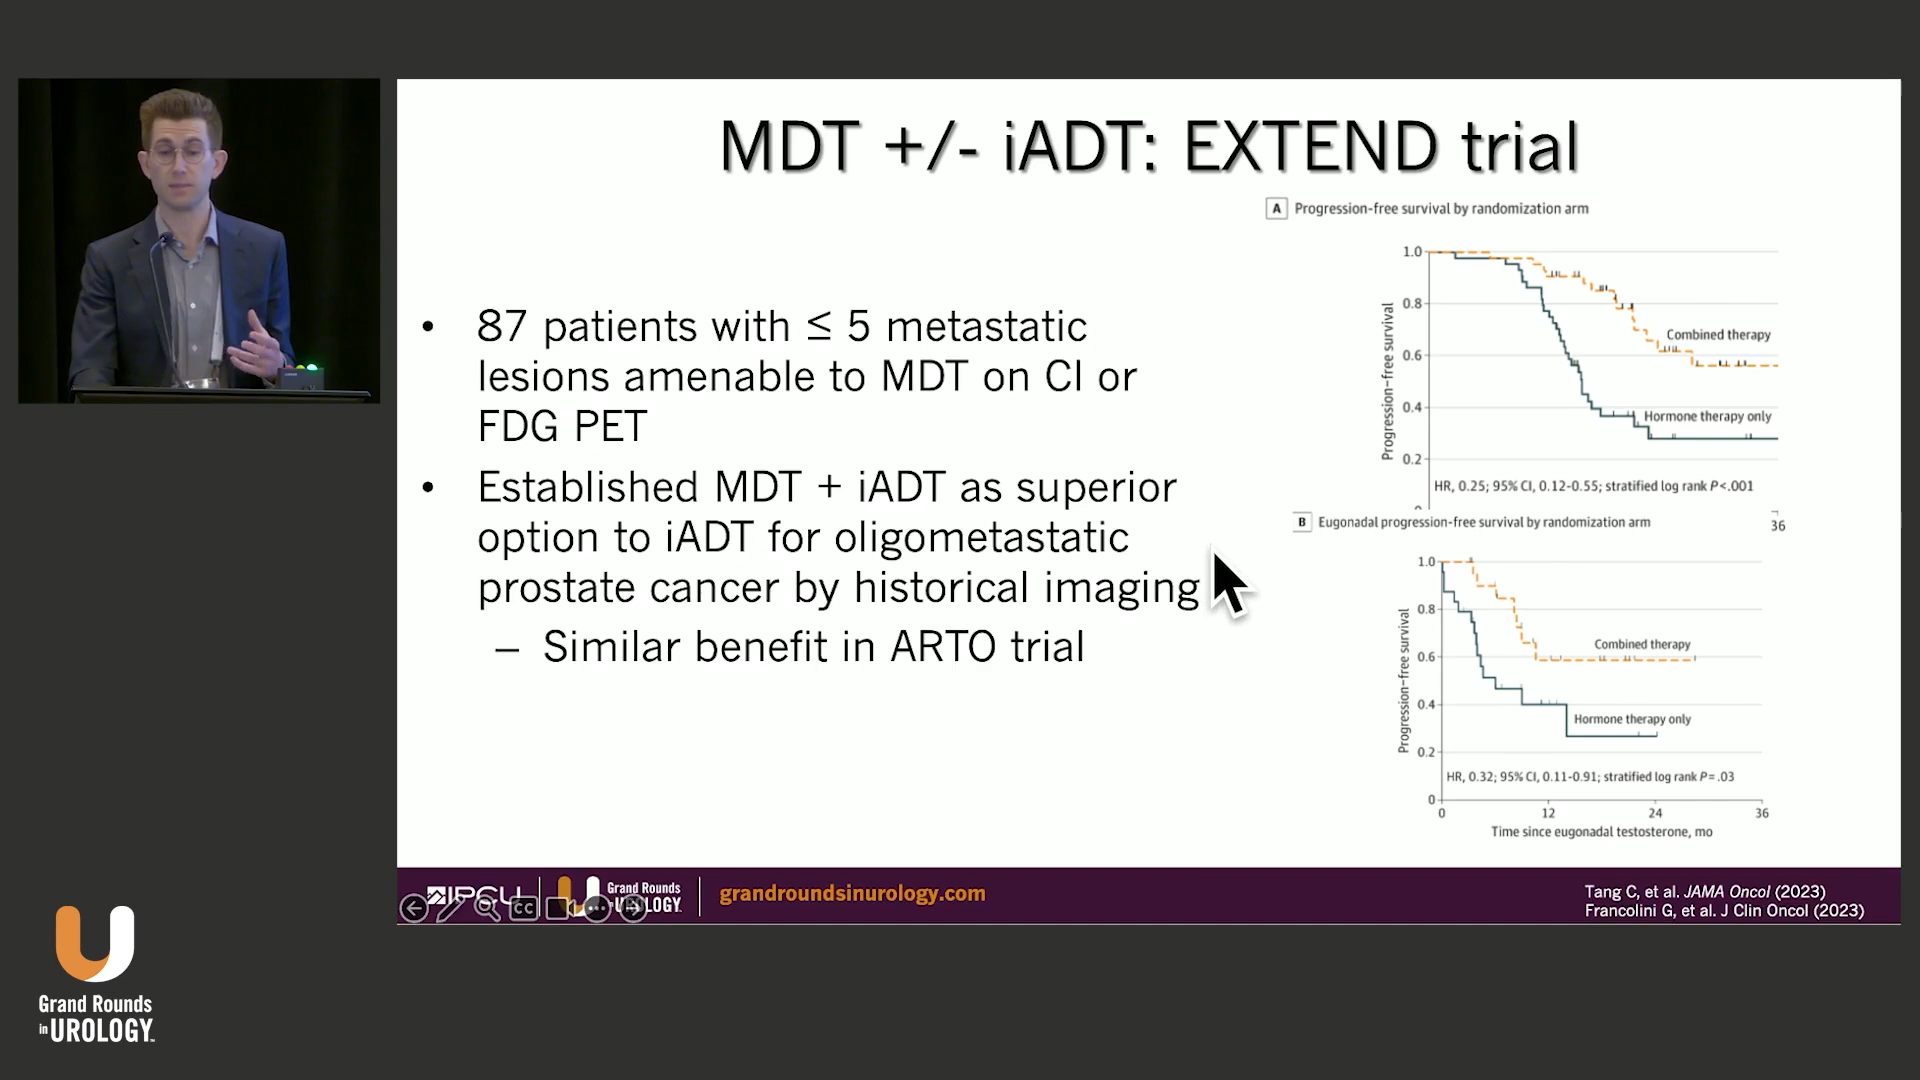 MDT +/- iADT: EXTEND trial
• 87 patients with ≤ 5 metastatic
lesions amenable to MDT on CI or
FDG PET
• Established MDT + iADT as superior
option to iADT for oligometastatic
prostate cancer by historical imaging
– Similar benefit in ARTO trial
A Progression-free survival by randomization arm
Progression-free survival
1.0
0.8
0.6
0.4
0.2
Combined therapy
Hormone therapy only
HR, 0.25; 95% CI, 0.12-0.55; stratified log rank P<.001
36
B Eugonadal progression-free survival by randomization arm
Progression-free survival
1.0
0.8
0.6
0.4
0.2
0
Combined therapy
Hormone therapy only
HR, 0.32; 95% CI, 0.11-0.91; stratified log rank P=.03
0 12 24 36
Time since eugonadal testosterone, mo
Grand Rounds
grandroundsinurology.com
CC
Tang C, et al. JAMA Oncol (2023)
Francolini G, et al. J Clin Oncol (2023)
Grand Rounds
in UROLOGY™